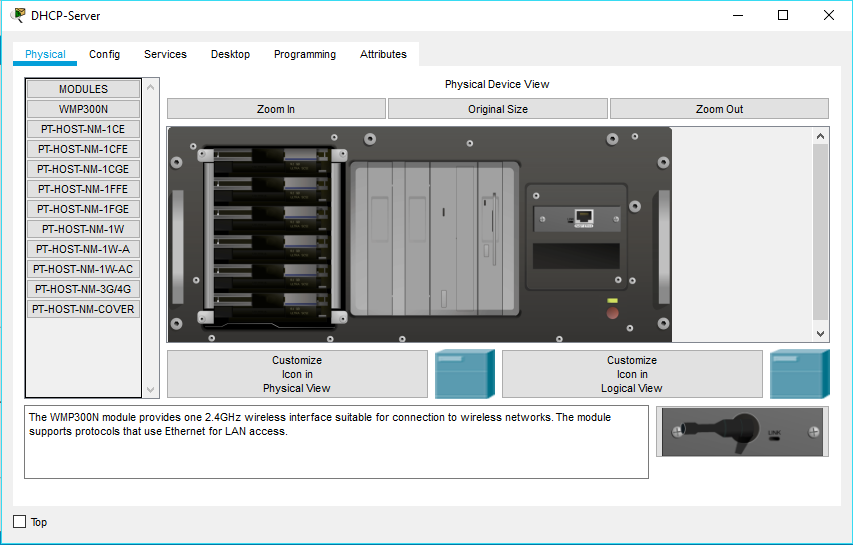 DHCP-Server
Physical Config Services Desktop Programming Attributes
MODULES
WMP300N
PT-HOST-NM-1CE
PT-HOST-NM-1CFE
PT-HOST-NM-1CGE
PT-HOST-NM-1FFE
PT-HOST-NM-1FGE
PT-HOST-NM-1W
PT-HOST-NM-1W-A
PT-HOST-NM-1W-AC
PT-HOST-NM-3G/4G
PT-HOST-NM-COVER
Physical Device View
Zoom In Original Size Zoom Out
Customize
Icon in
Physical View
Customize
Icon in
Logical View
The WMP300N module provides one 2.4GHz wireless interface suitable for connection to wireless networks. The module
supports protocols that use Ethernet for LAN access.
LINK
Top